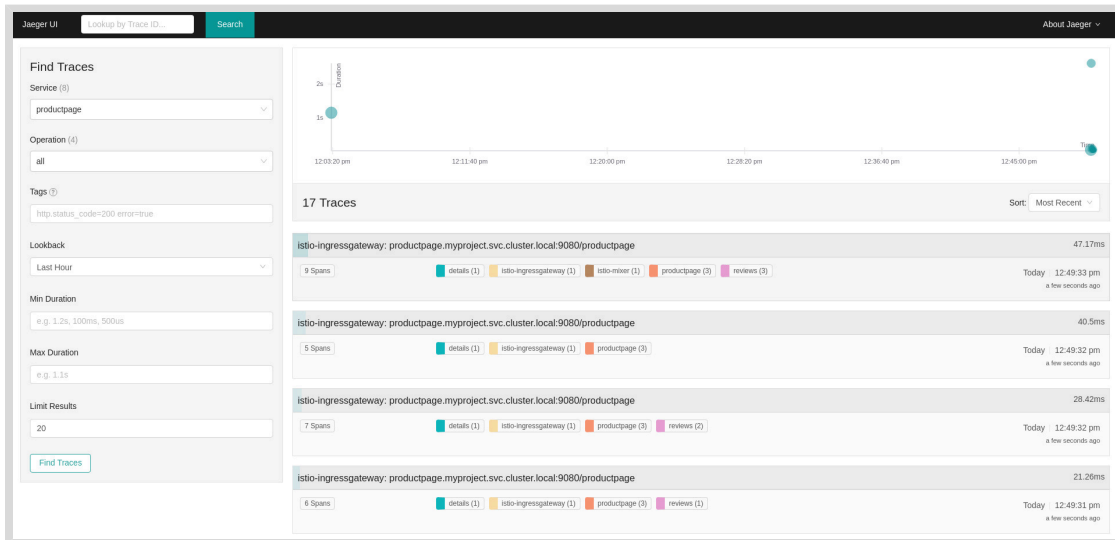 Jaeger UI Lookup by Trace ID... Search About Jaeger
Find Traces
Service (8)
productpage
Operation (4)
all
Tags
http.status_code=200 error=true
Lookback
Last Hour
Min Duration
e.g. 1.2s, 100ms, 500us
Max Duration
e.g. 1.1s
Limit Results
20
Find Traces
Duration
2s
1s
Time
12:03:20 pm 12:11:40 pm 12:20:00 pm 12:28:20 pm 12:36:40 pm 12:45:00 pm
17 Traces Sort: Most Recent
istio-ingressgateway: productpage.myproject.svc.cluster.local:9080/productpage 47.17ms
9 Spans details (1) istio-ingressgateway (1) istio-mixer (1) productpage (3) reviews (3) Today 12:49:33 pm
a few seconds ago
istio-ingressgateway: productpage.myproject.svc.cluster.local:9080/productpage 40.5ms
5 Spans details (1) istio-ingressgateway (1) productpage (3) Today 12:49:32 pm
a few seconds ago
istio-ingressgateway: productpage.myproject.svc.cluster.local:9080/productpage 28.42ms
7 Spans details (1) istio-ingressgateway (1) productpage (3) reviews (2) Today 12:49:32 pm
a few seconds ago
istio-ingressgateway: productpage.myproject.svc.cluster.local:9080/productpage 21.26ms
6 Spans details (1) istio-ingressgateway (1) productpage (3) reviews (1) Today 12:49:31 pm
a few seconds ago